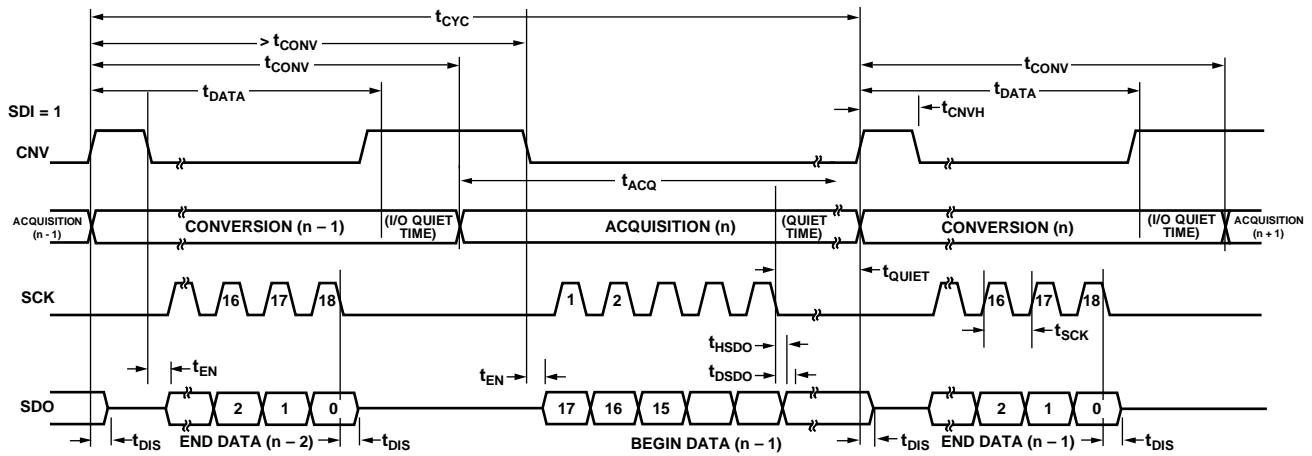 tCYC
> tCONV
tCONV
tCONV
tDATA
tDATA
SDI = 1
tCNVH
CNV
tACQ
ACQUISITION (n - 1)
CONVERSION (n – 1)
(I/O QUIET TIME)
ACQUISITION (n)
(QUIET TIME)
CONVERSION (n)
(I/O QUIET TIME)
ACQUISITION (n + 1)
tQUIET
SCK
16
17
18
1
2
16
17
18
tSCK
tHSDO
tEN
tEN
tDSDO
SDO
2
1
0
17
16
15
2
1
0
tDIS
END DATA (n – 2)
tDIS
BEGIN DATA (n – 1)
tDIS
END DATA (n – 1)
tDIS